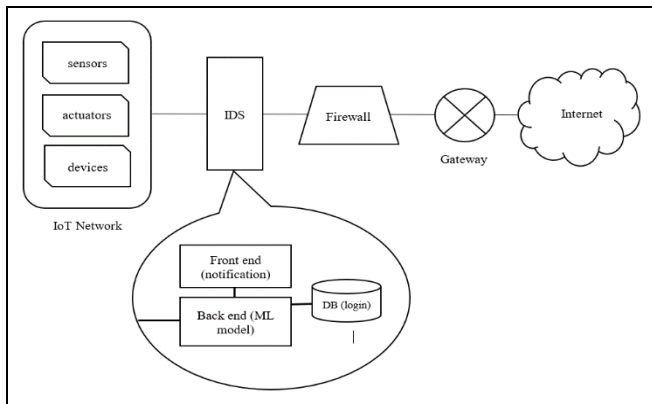 sensors
actuators
devices
IoT Network
IDS
Firewall
Gateway
Internet
Front end
(notification)
Back end (ML
model)
DB (login)